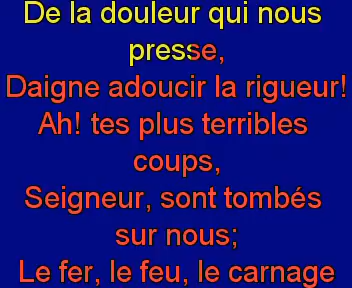 De la douleur qui nous
presse,
Daigne adoucir la rigueur!
Ah! tes plus terribles
coups,
Seigneur, sont tombés
sur nous;
Le fer, le feu, le carnage